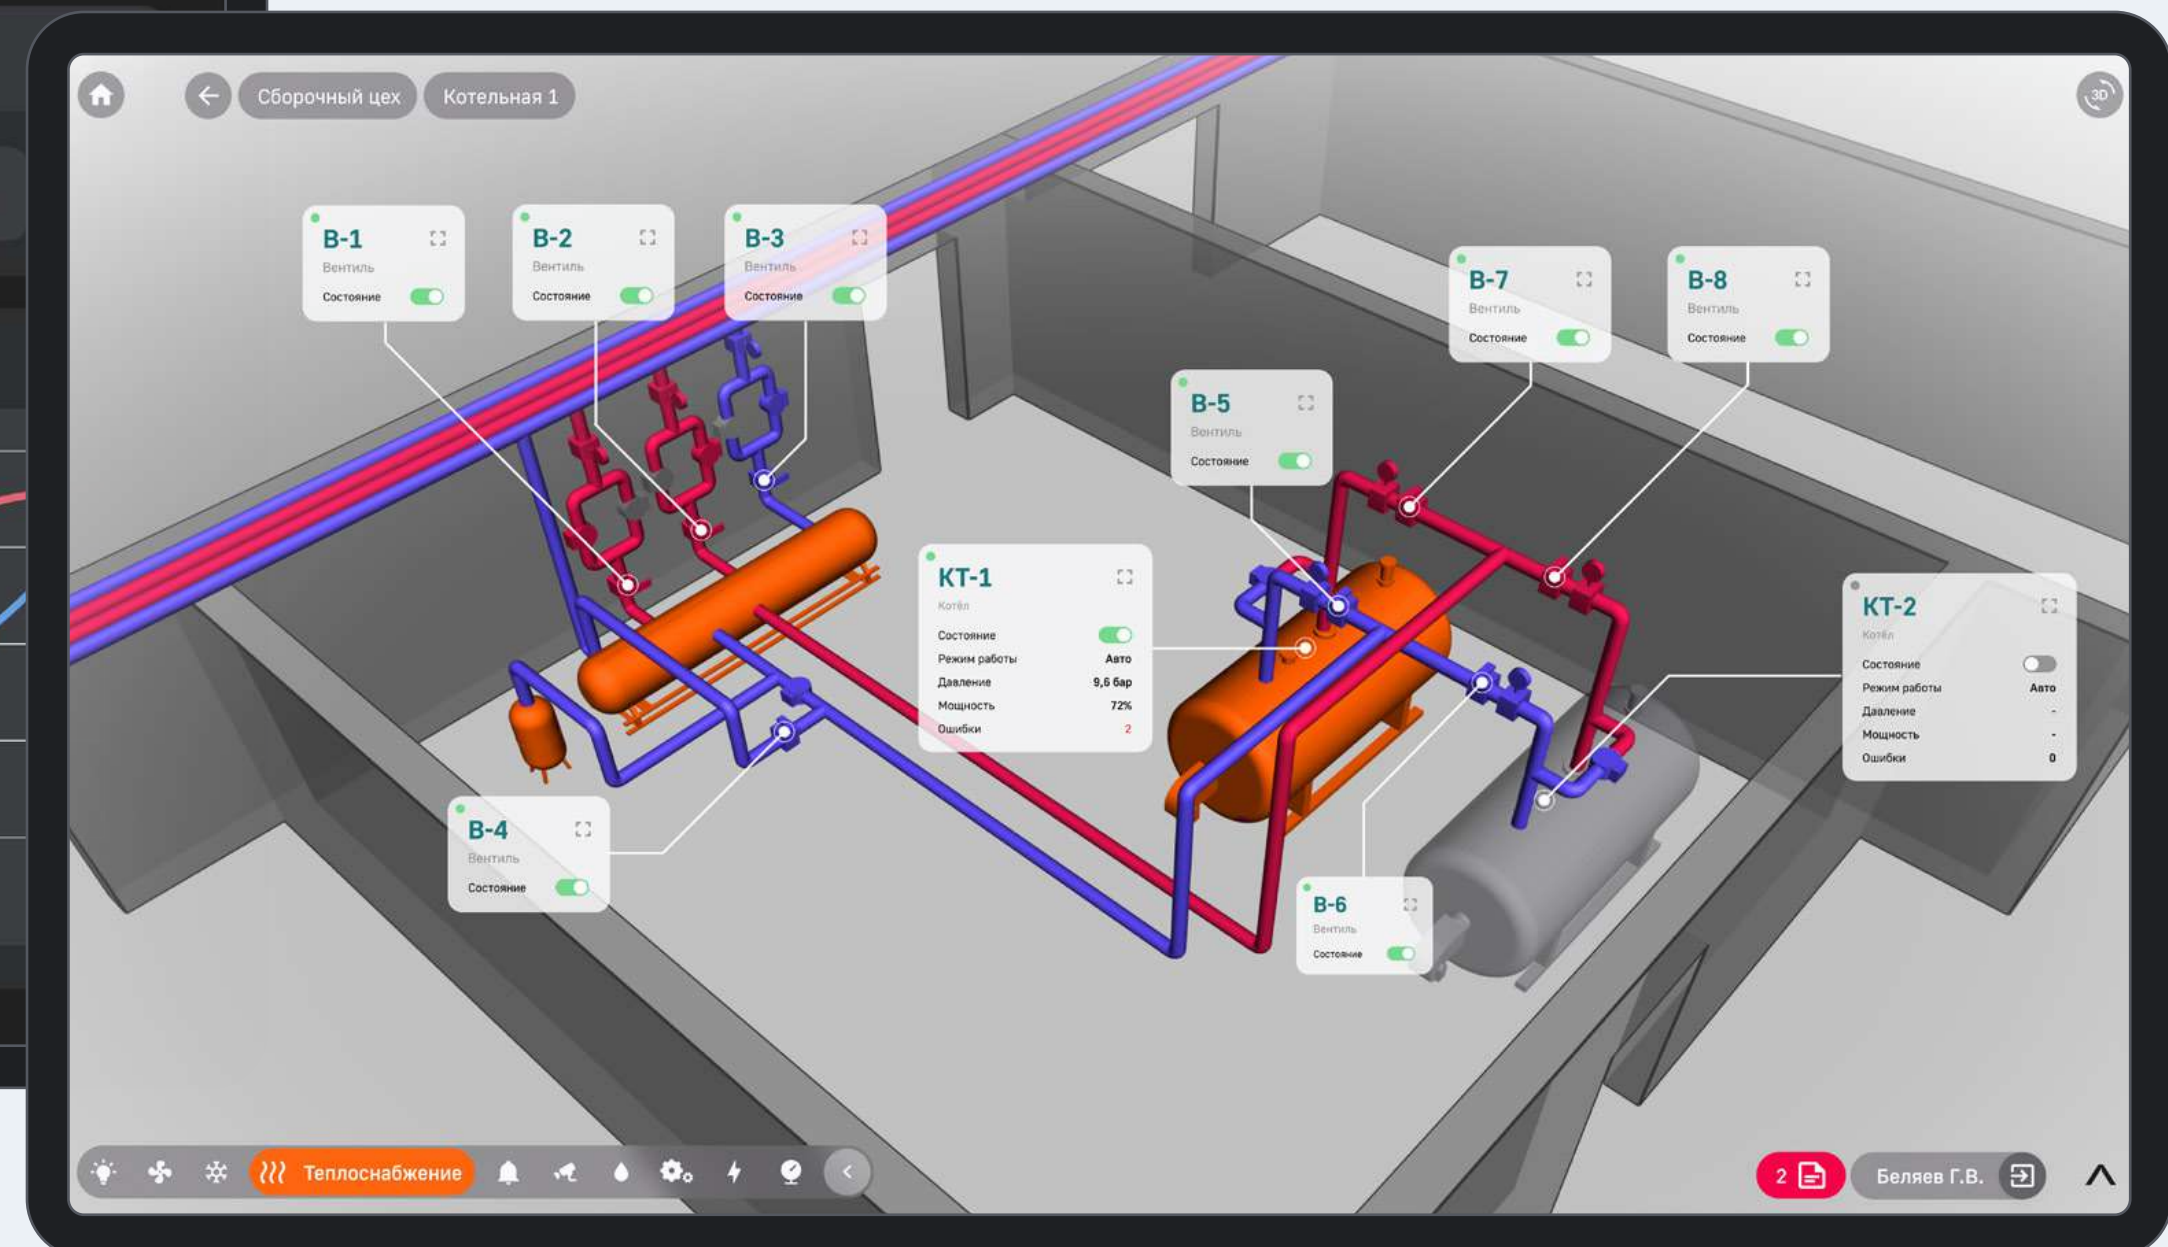 Сборочный цех
Котельная 1
3D
В-1
Вентиль
Состояние
В-2
Вентиль
Состояние
В-3
Вентиль
Состояние
В-7
Вентиль
Состояние
В-8
Вентиль
Состояние
В-5
Вентиль
Состояние
КТ-1
Котёл
Состояние
Режим работы Авто
Давление 9,6 бар
Мощность 72%
Ошибки 2
КТ-2
Котёл
Состояние
Режим работы Авто
Давление -
Мощность -
Ошибки 0
В-4
Вентиль
Состояние
В-6
Вентиль
Состояние
Теплоснабжение
2
Беляев Г.В.